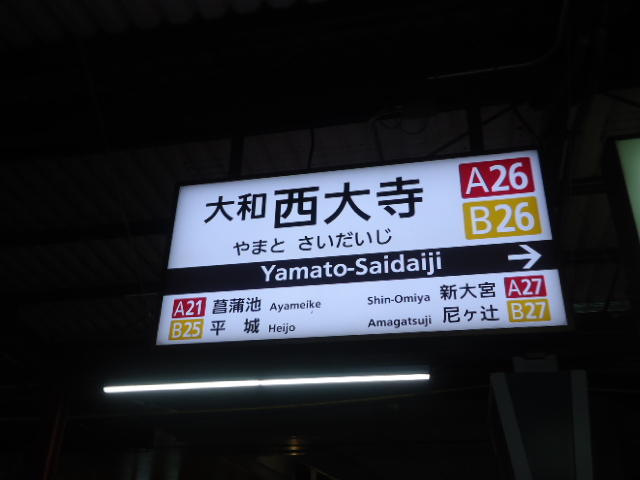 大和西大寺 A26
やまと さいだいじ B26
Yamato-Saidaiji →
A21 菖蒲池 Ayameike Shin-Omiya 新大宮 A27
B25 平城 Heijo Amagatsuji 尼ヶ辻 B27